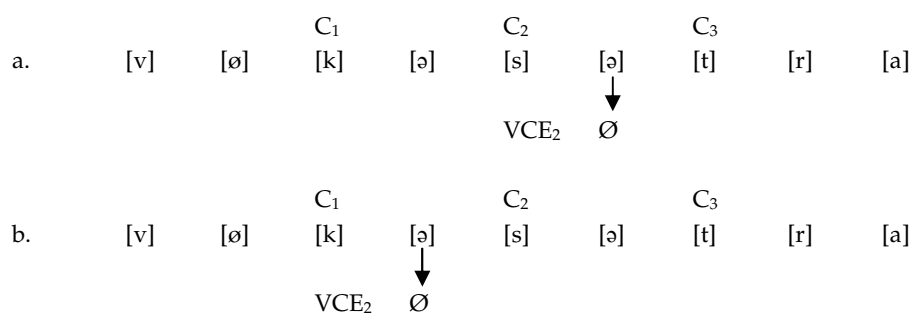 C₁ C₂ C₃
a. [v] [ø] [k] [ə] [s] [ə] [t] [r] [a]
VCE₂ Ø
C₁ C₂ C₃
b. [v] [ø] [k] [ə] [s] [ə] [t] [r] [a]
VCE₂ Ø